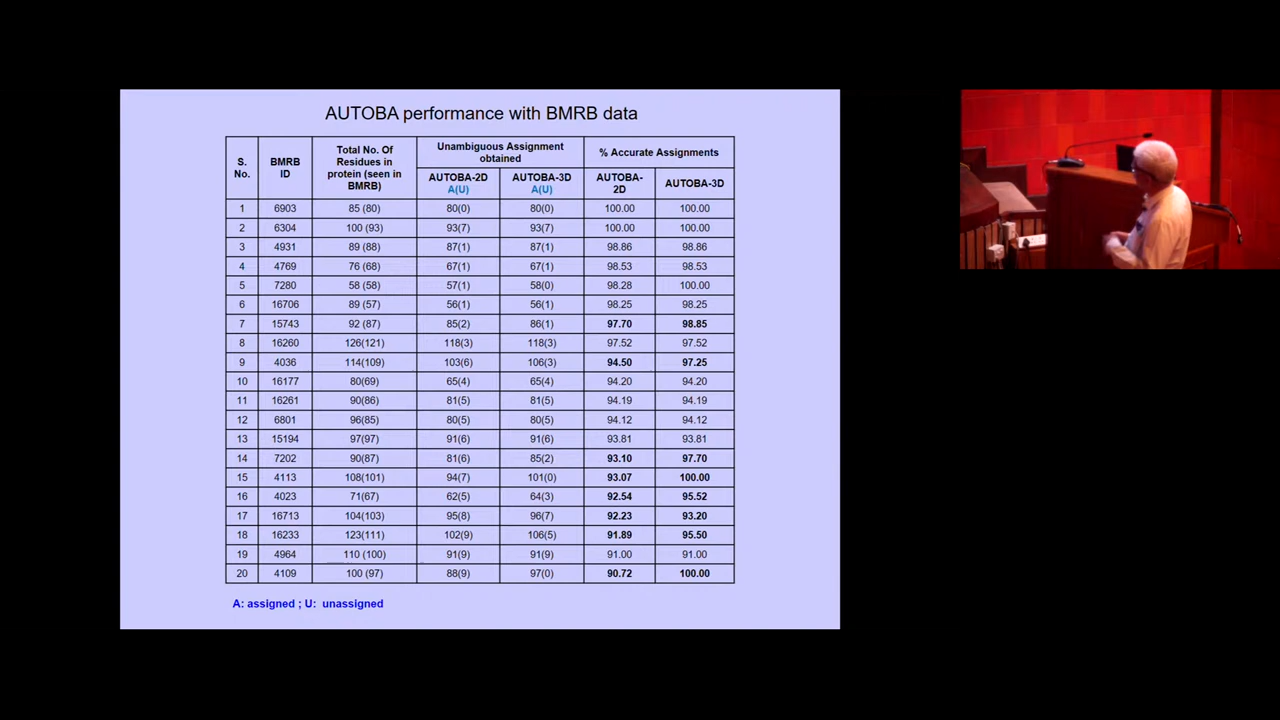 AUTOBA performance with BMRB data
S. No. BMRB ID Total No. Of Residues in protein (seen in BMRB) Unambiguous Assignment obtained % Accurate Assignments
AUTOBA-2D A(U) AUTOBA-3D A(U) AUTOBA-2D AUTOBA-3D
1 6903 85 (80) 80(0) 80(0) 100.00 100.00
2 6304 100 (93) 93(7) 93(7) 100.00 100.00
3 4931 89 (88) 87(1) 87(1) 98.86 98.86
4 4769 76 (68) 67(1) 67(1) 98.53 98.53
5 7280 58 (58) 57(1) 58(0) 98.28 100.00
6 16706 89 (57) 56(1) 56(1) 98.25 98.25
7 15743 92 (87) 85(2) 86(1) 97.70 98.85
8 16260 126(121) 118(3) 118(3) 97.52 97.52
9 4036 114(109) 103(6) 106(3) 94.50 97.25
10 16177 80(69) 65(4) 65(4) 94.20 94.20
11 16261 90(86) 81(5) 81(5) 94.19 94.19
12 6801 96(85) 80(5) 80(5) 94.12 94.12
13 15194 97(97) 91(6) 91(6) 93.81 93.81
14 7202 90(87) 81(6) 85(2) 93.10 97.70
15 4113 108(101) 94(7) 101(0) 93.07 100.00
16 4023 71(67) 62(5) 64(3) 92.54 95.52
17 16713 104(103) 95(8) 96(7) 92.23 93.20
18 16233 123(111) 102(9) 106(5) 91.89 95.50
19 4964 110 (100) 91(9) 91(9) 91.00 91.00
20 4109 100 (97) 88(9) 97(0) 90.72 100.00
A: assigned ; U: unassigned